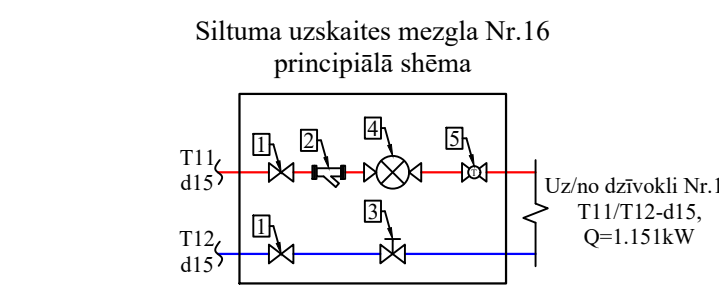 Siltuma uzskaites mezgla Nr.16
principiālā shēma
1
2
4
5
T11
d15
Uz/no dzīvokli Nr.1
T11/T12-d15,
Q=1.151kW
1
3
T12
d15
T